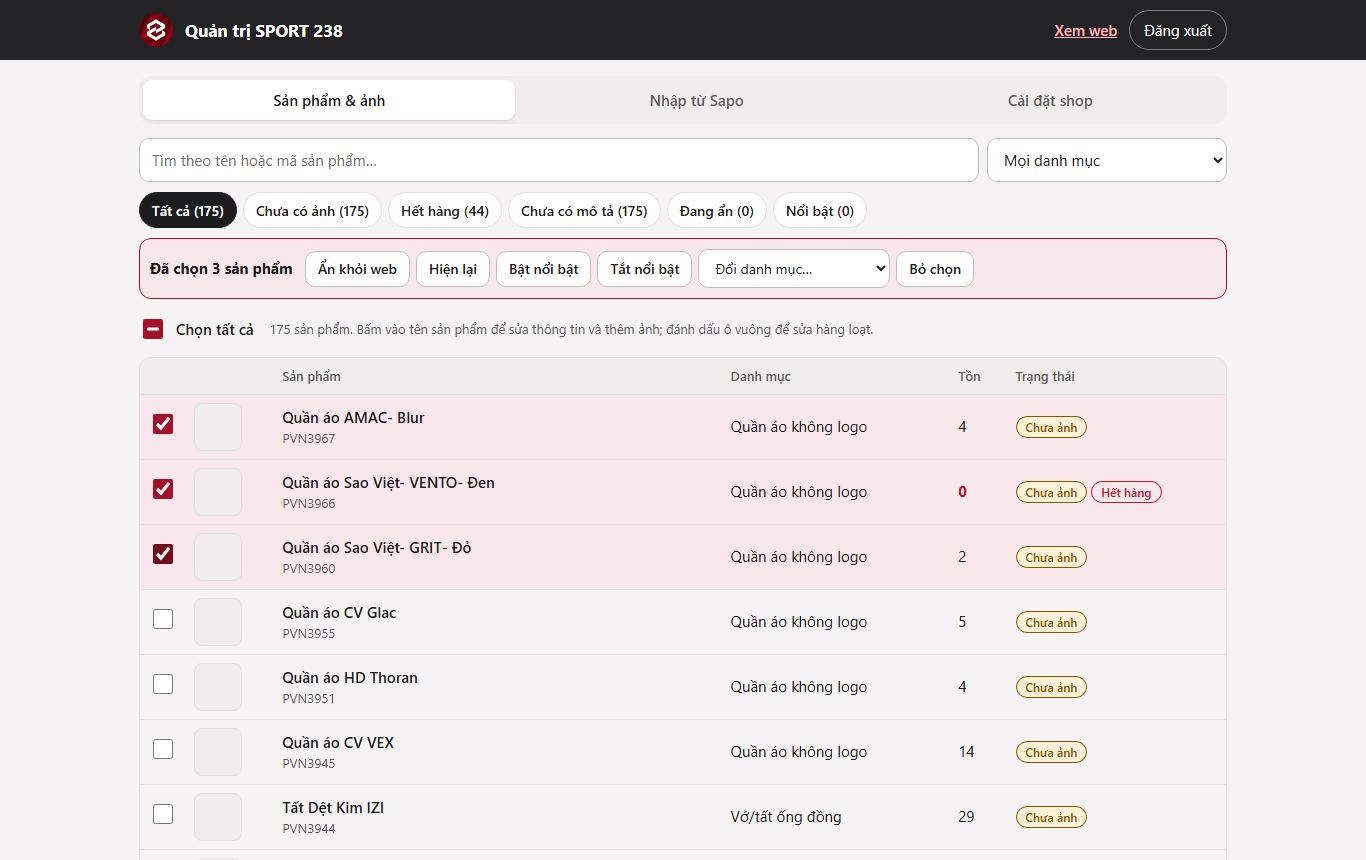 Quản trị SPORT 238
Xem web
Đăng xuất
Sản phẩm & ảnh
Nhập từ Sapo
Cài đặt shop
Tìm theo tên hoặc mã sản phẩm...
Mọi danh mục
Tất cả (175)
Chưa có ảnh (175)
Hết hàng (44)
Chưa có mô tả (175)
Đang ẩn (0)
Nổi bật (0)
Đã chọn 3 sản phẩm
Ẩn khỏi web
Hiện lại
Bật nổi bật
Tắt nổi bật
Đổi danh mục...
Bỏ chọn
Chọn tất cả
175 sản phẩm. Bấm vào tên sản phẩm để sửa thông tin và thêm ảnh; đánh dấu ô vuông để sửa hàng loạt.
Sản phẩm Danh mục Tồn Trạng thái
Quần áo AMAC- Blur Quần áo không logo 4 Chưa ảnh
PVN3967
Quần áo Sao Việt- VENTO- Đen Quần áo không logo 0 Chưa ảnh Hết hàng
PVN3966
Quần áo Sao Việt- GRIT- Đỏ Quần áo không logo 2 Chưa ảnh
PVN3960
Quần áo CV Glac Quần áo không logo 5 Chưa ảnh
PVN3955
Quần áo HD Thoran Quần áo không logo 4 Chưa ảnh
PVN3951
Quần áo CV VEX Quần áo không logo 14 Chưa ảnh
PVN3945
Tất Dệt Kim IZI Vớ/tất ống đồng 29 Chưa ảnh
PVN3944